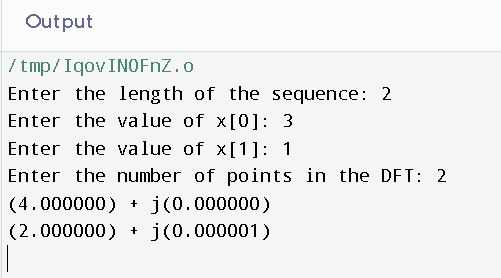 Output
/tmp/IqovINOFnZ.o
Enter the length of the sequence: 2
Enter the value of x[0]: 3
Enter the value of x[1]: 1
Enter the number of points in the DFT: 2
(4.000000) + j(0.000000)
(2.000000) + j(0.000001)